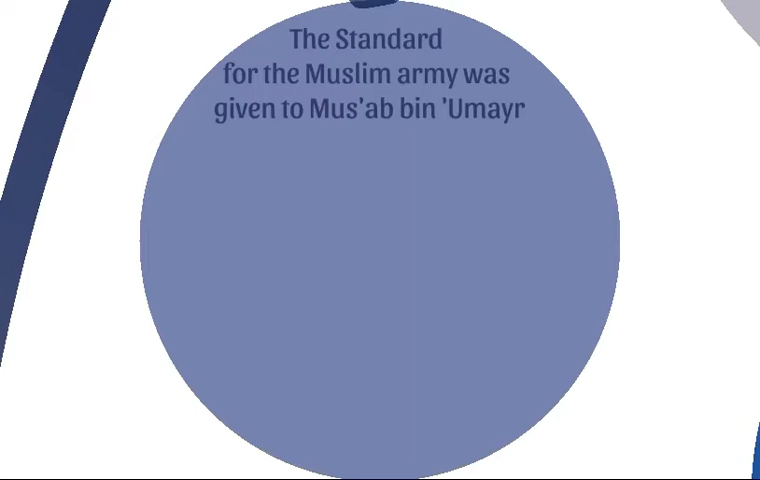 The Standard
for the Muslim army was
given to Mus'ab bin 'Umayr